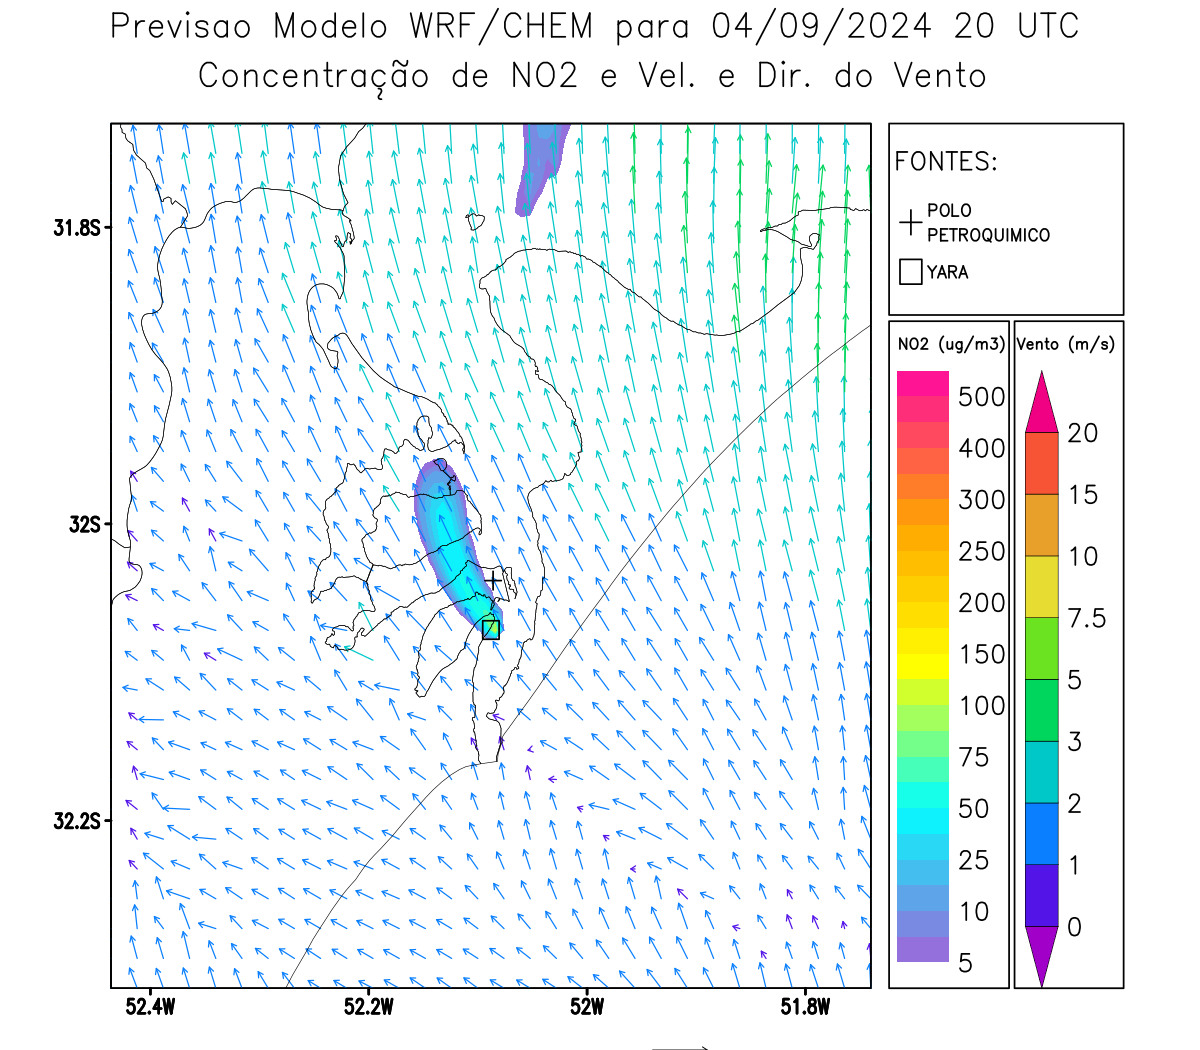 Previsao Modelo WRF/CHEM para 04/09/2024 20 UTC
Concentração de NO2 e Vel. e Dir. do Vento
FONTES:
POLO
PETROQUIMICO
YARA
NO2 (ug/m3)
500
400
300
250
200
150
100
75
50
25
10
5
Vento (m/s)
20
15
10
7.5
5
3
2
1
0
31.8S
32S
32.2S
52.4W 52.2W 52W 51.8W